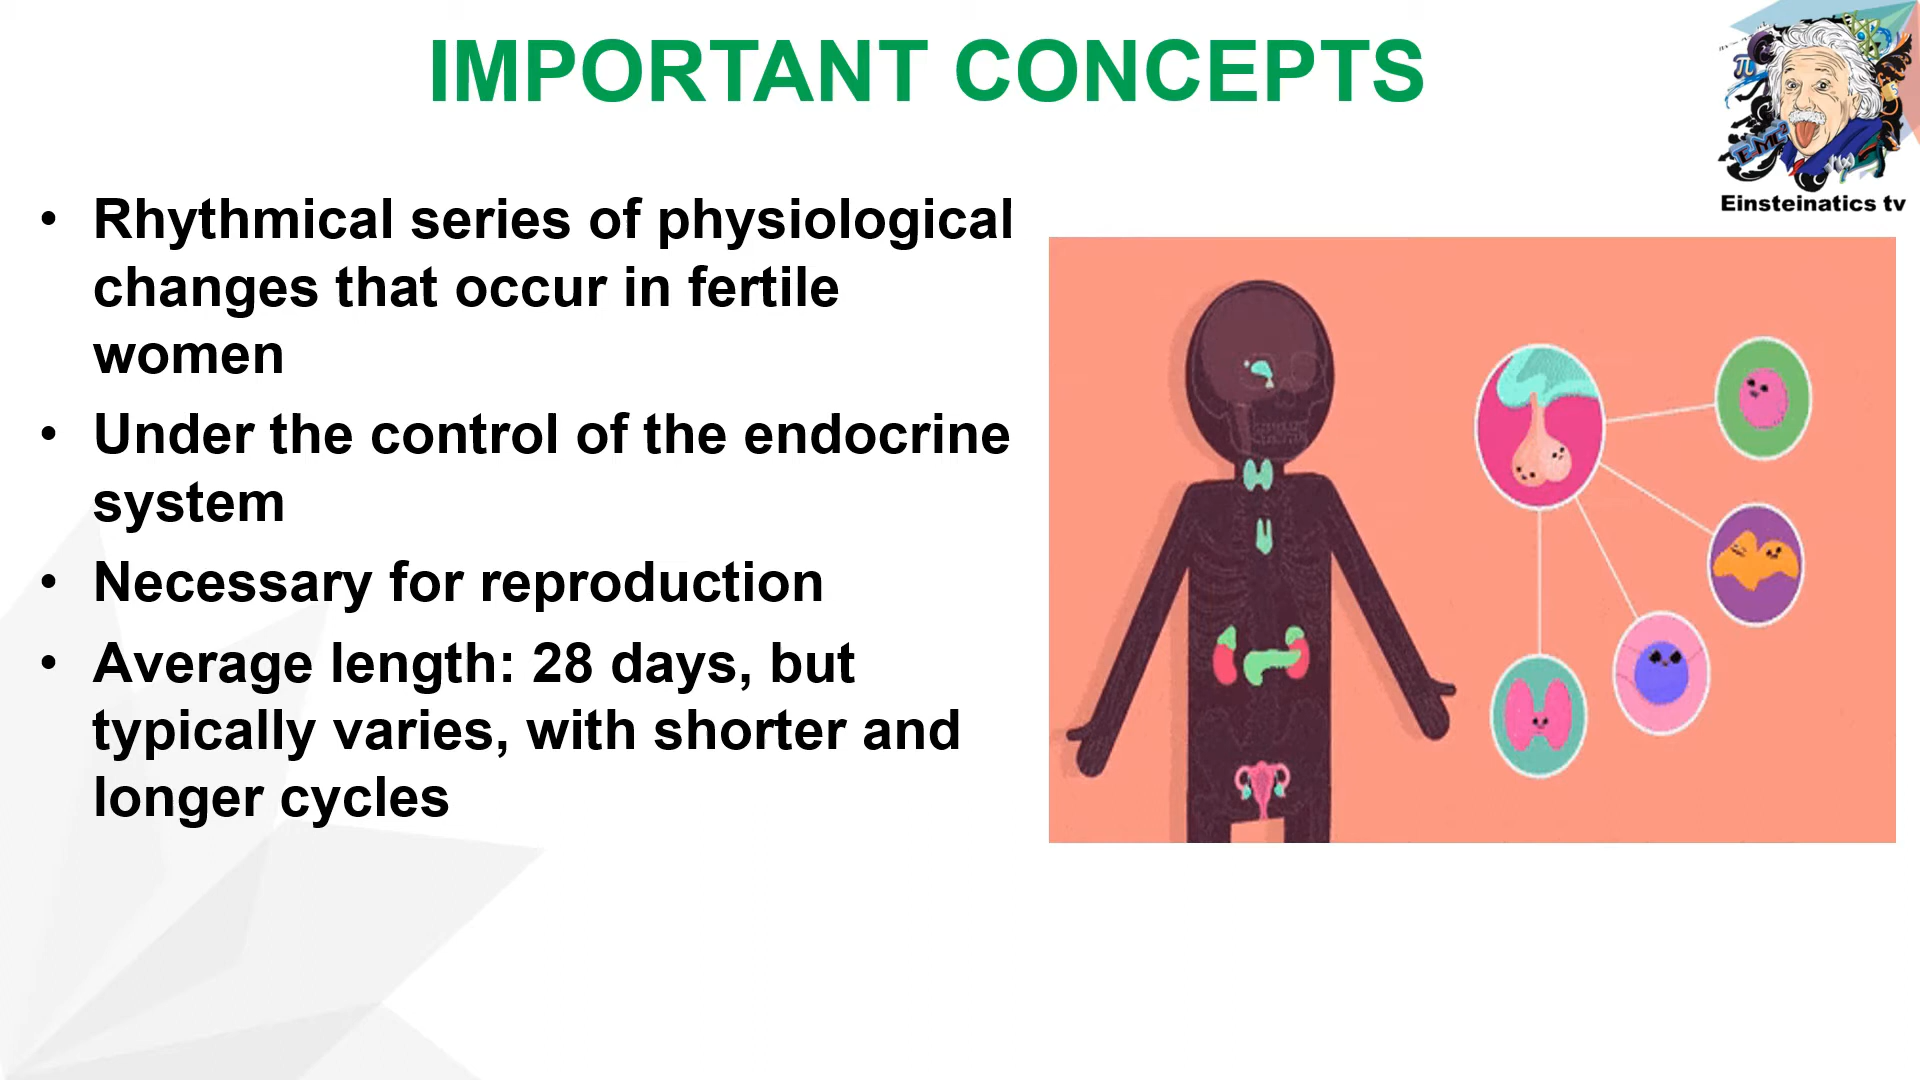 IMPORTANT CONCEPTS
• Rhythmical series of physiological
changes that occur in fertile
women
• Under the control of the endocrine
system
• Necessary for reproduction
• Average length: 28 days, but
typically varies, with shorter and
longer cycles
π
E=MC²
f(x)
Einsteinatics tv